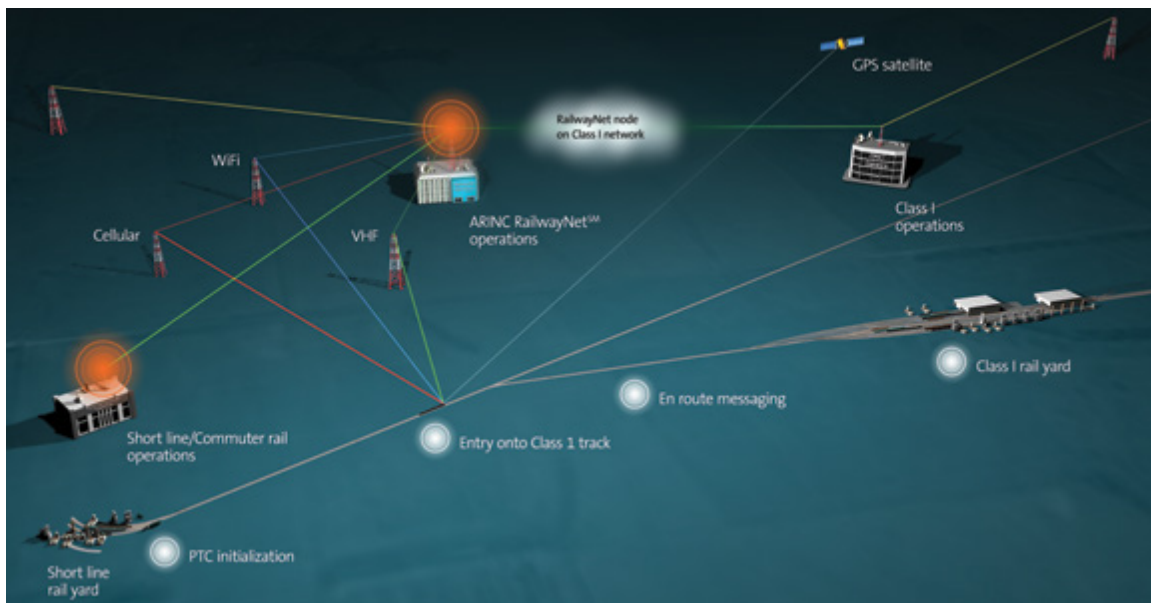 GPS satellite
RailwayNet node
on Class I network
WiFi
Cellular
VHF
ARINC RailwayNet℠
operations
Class I
operations
Class I rail yard
En route messaging
Short line/Commuter rail
operations
Entry onto Class 1 track
PTC initialization
Short line
rail yard